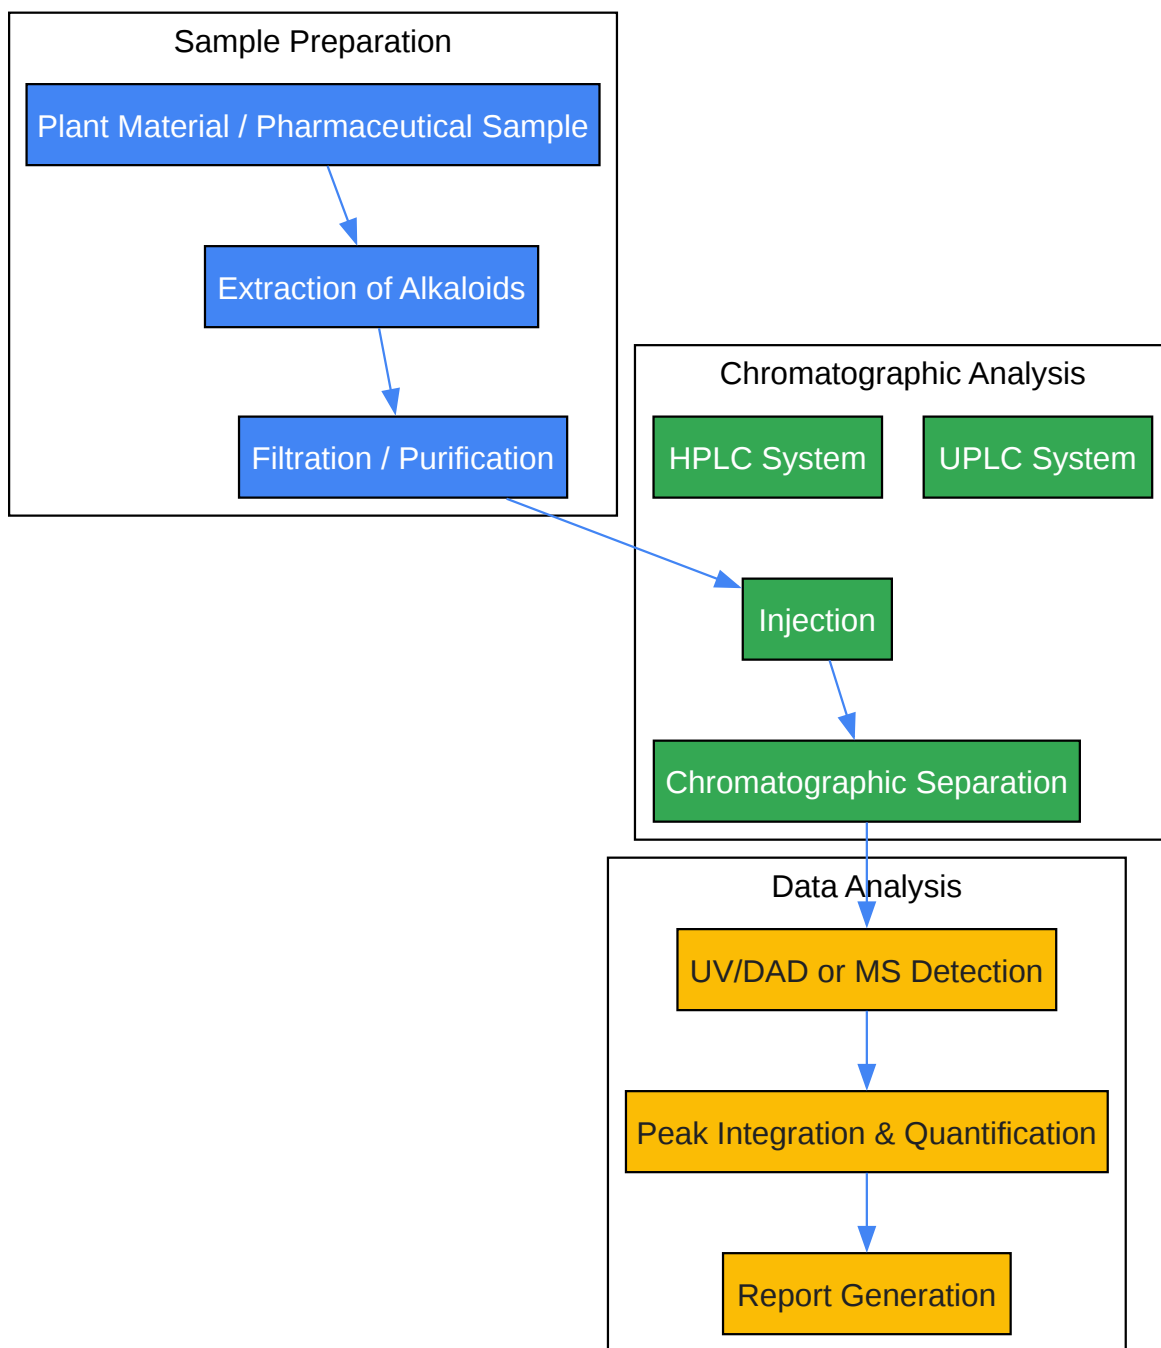 Sample Preparation
Plant Material / Pharmaceutical Sample
Extraction of Alkaloids
Filtration / Purification
Chromatographic Analysis
HPLC System
UPLC System
Injection
Chromatographic Separation
Data Analysis
UV/DAD or MS Detection
Peak Integration & Quantification
Report Generation